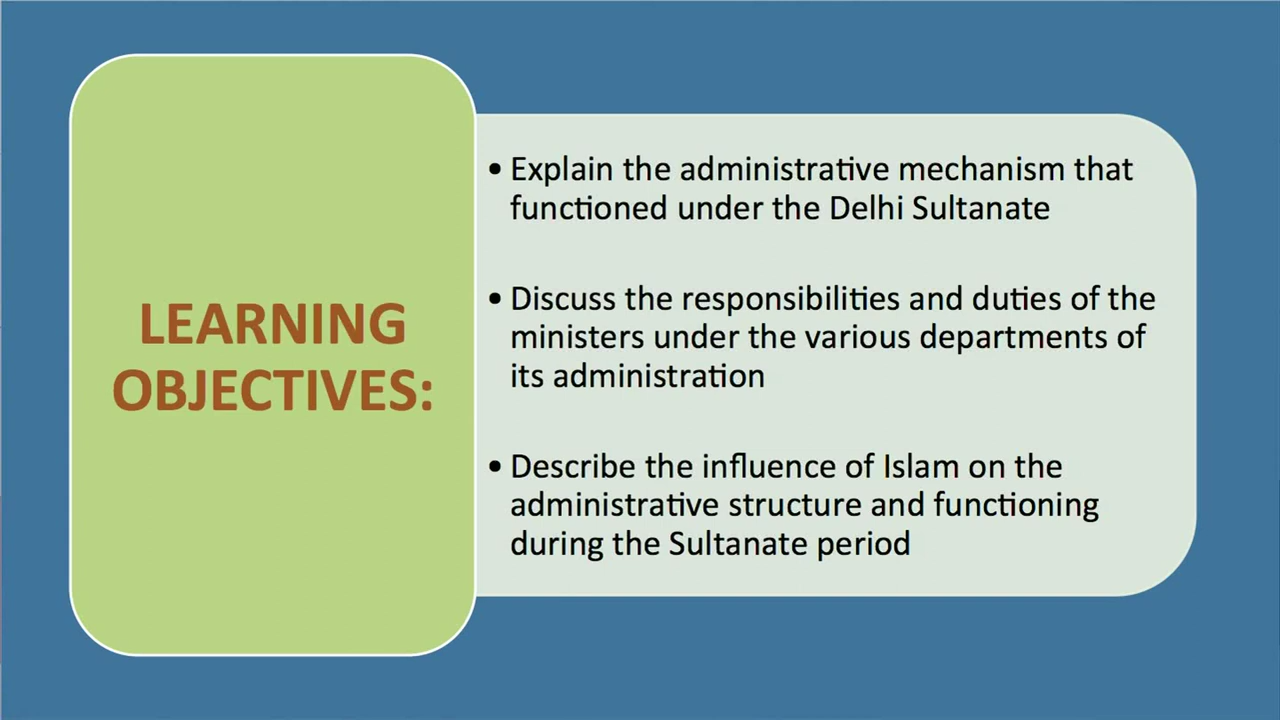 LEARNING
OBJECTIVES:
• Explain the administrative mechanism that
functioned under the Delhi Sultanate
• Discuss the responsibilities and duties of the
ministers under the various departments of
its administration
• Describe the influence of Islam on the
administrative structure and functioning
during the Sultanate period